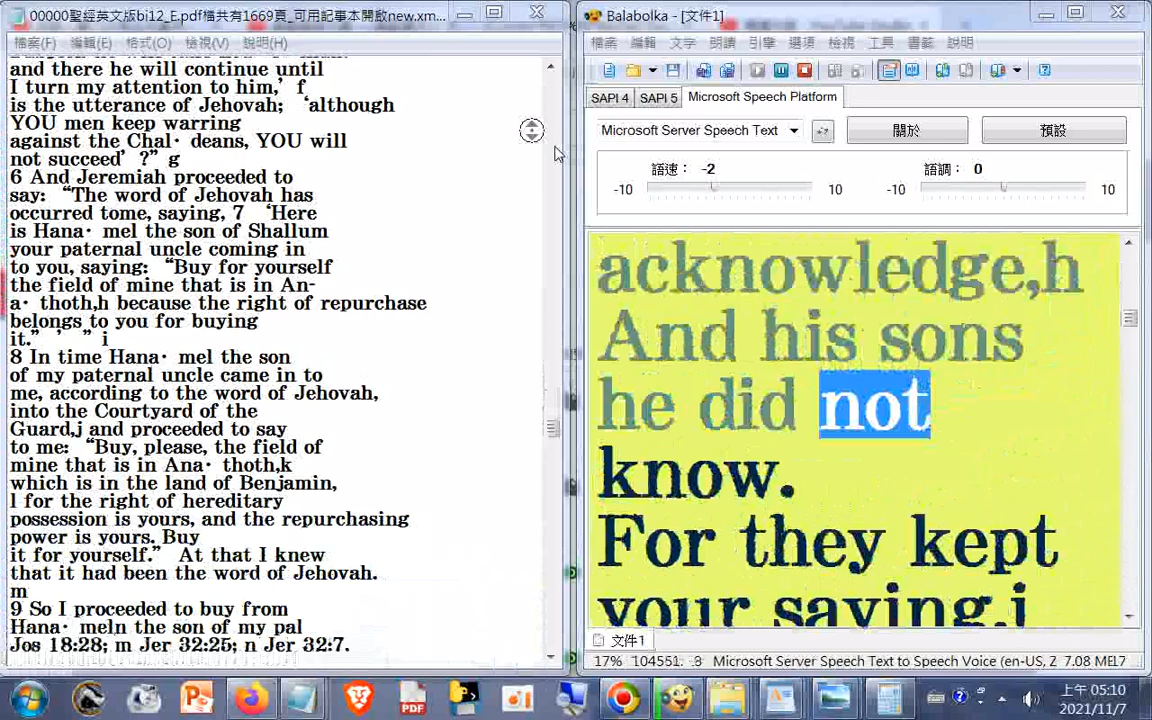 00000聖經英文版bi12_E.pdf檔共有1669頁_可用記事本開啟new.xm...
檔案(F) 編輯(E) 格式(O) 檢視(V) 說明(H)
and there he will continue until
I turn my attention to him,’ f
is the utterance of Jehovah; ‘although
YOU men keep warring
against the Chal· deans, YOU will
not succeed’ ?” g
6 And Jeremiah proceeded to
say: “The word of Jehovah has
occurred tome, saying, 7 ‘Here
is Hana· mel the son of Shallum
your paternal uncle coming in
to you, saying: “Buy for yourself
the field of mine that is in An-
a· thoth,h because the right of repurchase
belongs to you for buying
it.” ’ ” i
8 In time Hana· mel the son
of my paternal uncle came in to
me, according to the word of Jehovah,
into the Courtyard of the
Guard,j and proceeded to say
to me: “Buy, please, the field of
mine that is in Ana· thoth,k
which is in the land of Benjamin,
l for the right of hereditary
possession is yours, and the repurchasing
power is yours. Buy
it for yourself.” At that I knew
that it had been the word of Jehovah.
m
9 So I proceeded to buy from
Hana· meln the son of my pal
Jos 18:28; m Jer 32:25; n Jer 32:7.
Balabolka - [文件1]
檔案 編輯 文字 朗讀 引擎 選項 檢視 工具 書籤 說明
SAPI 4 SAPI 5 Microsoft Speech Platform
Microsoft Server Speech Text 關於 預設
語速: -2 語調: 0
-10 10 -10 10
acknowledge,h
And his sons
he did not
know.
For they kept
your saying,i
文件1
17% 104551. Microsoft Server Speech Text to Speech Voice (en-US, Z 7.08 MEL7
PDF
上午 05:10
2021/11/7